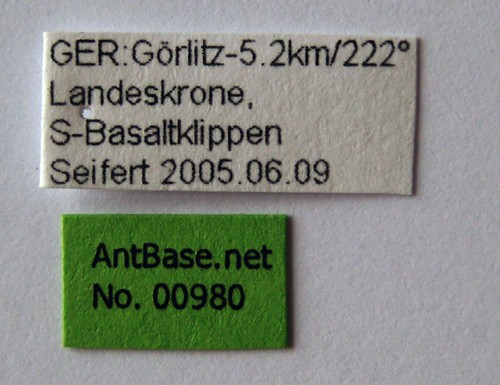 GER:Görlitz-5.2km/222°
Landeskrone,
S-Basaltklippen
Seifert 2005.06.09
AntBase.net
No. 00980